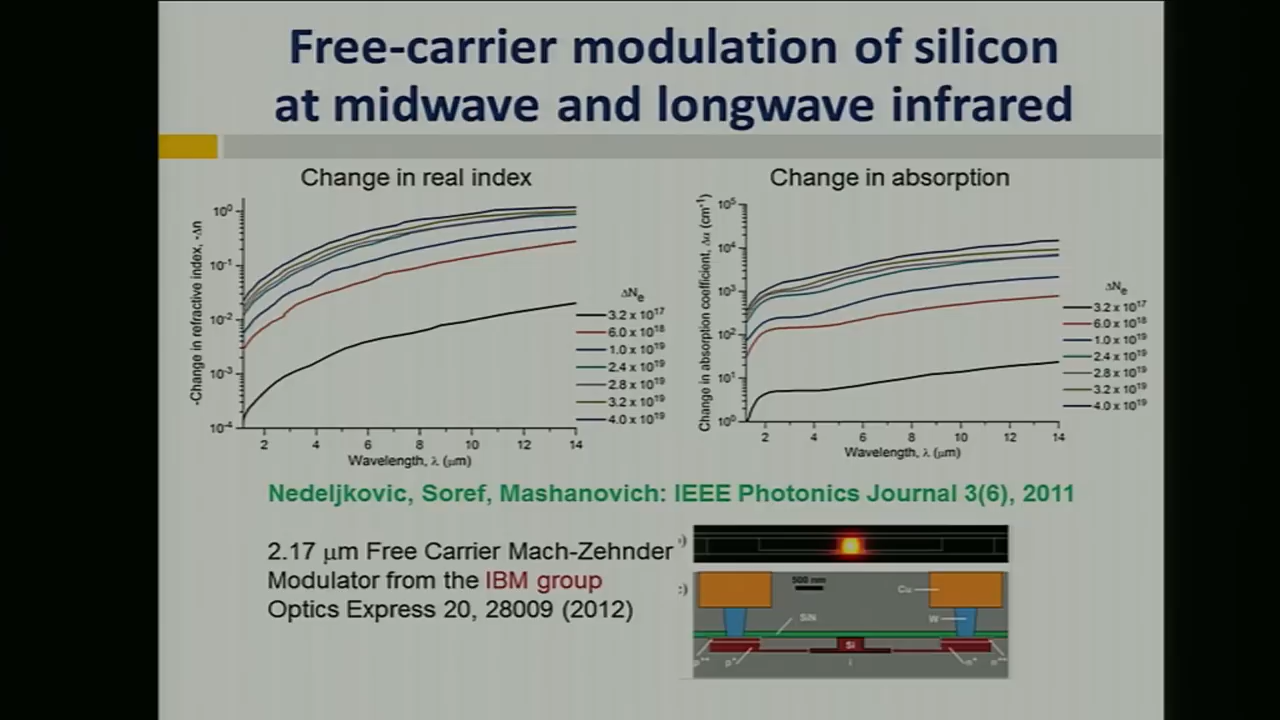 Free-carrier modulation of silicon
at midwave and longwave infrared
Change in real index
-Change in refractive index, -Δn
10⁰
10⁻¹
10⁻²
10⁻³
10⁻⁴
2 4 6 8 10 12 14
Wavelength, λ (μm)
ΔNₑ
3.2 x 10¹⁷
6.0 x 10¹⁸
1.0 x 10¹⁹
2.4 x 10¹⁹
2.8 x 10¹⁹
3.2 x 10¹⁹
4.0 x 10¹⁹
Change in absorption
Change in absorption coefficient, Δα (cm⁻¹)
10⁵
10⁴
10³
10²
10¹
10⁰
2 4 6 8 10 12 14
Wavelength, λ (μm)
ΔNₑ
3.2 x 10¹⁷
6.0 x 10¹⁸
1.0 x 10¹⁹
2.4 x 10¹⁹
2.8 x 10¹⁹
3.2 x 10¹⁹
4.0 x 10¹⁹
Nedeljkovic, Soref, Mashanovich: IEEE Photonics Journal 3(6), 2011
2.17 μm Free Carrier Mach-Zehnder
Modulator from the IBM group
Optics Express 20, 28009 (2012)
500 nm
Cu
SiN
W
Si
p⁺⁺ p⁺ i n⁺ n⁺⁺